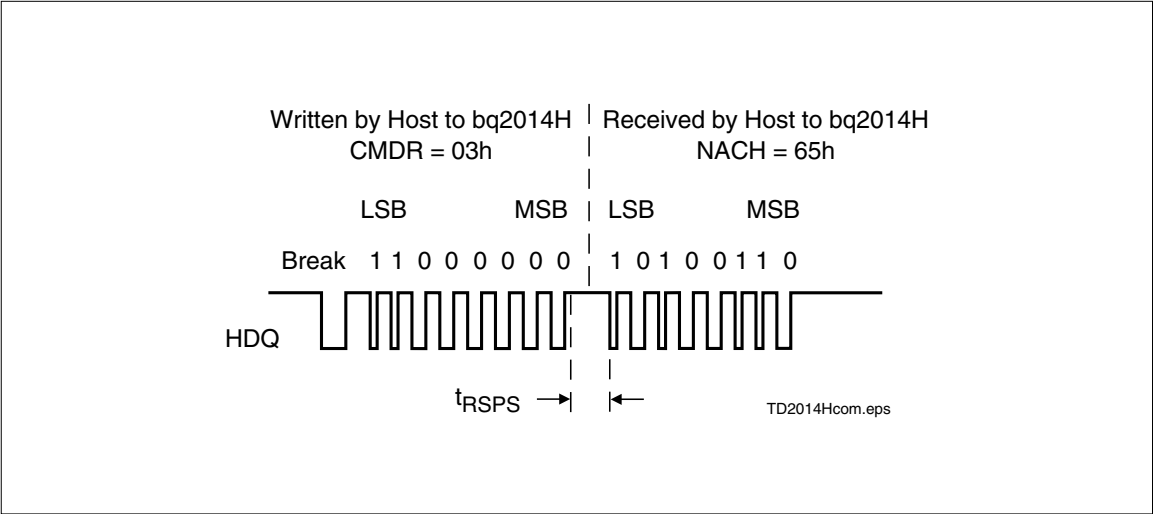 Written by Host to bq2014H
CMDR = 03h
Received by Host to bq2014H
NACH = 65h
LSB MSB LSB MSB
Break 1 1 0 0 0 0 0 0 1 0 1 0 0 1 1 0
HDQ
tRSPS
TD2014Hcom.eps